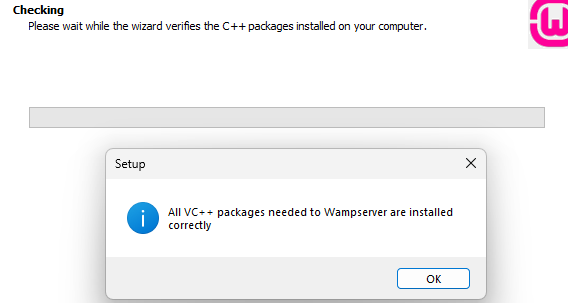 Checking
Please wait while the wizard verifies the C++ packages installed on your computer.
Setup
All VC++ packages needed to Wampserver are installed
correctly
OK